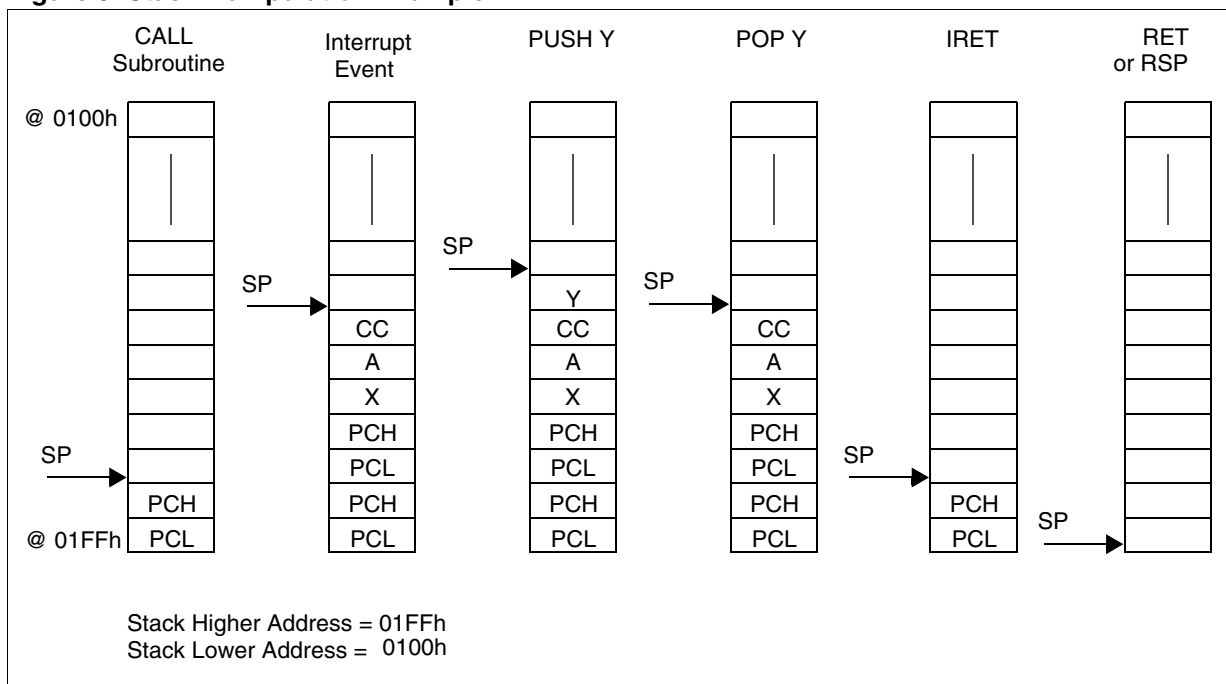 CALL
Subroutine
Interrupt
Event
PUSH Y
POP Y
IRET
RET
or RSP
@ 0100h
SP
SP
SP
Y
CC
CC
CC
A
A
A
X
X
X
PCH
PCH
PCH
SP
PCL
PCL
PCL
SP
PCH
PCH
PCH
PCH
PCH
SP
@ 01FFh
PCL
PCL
PCL
PCL
PCL
Stack Higher Address = 01FFh
Stack Lower Address = 0100h